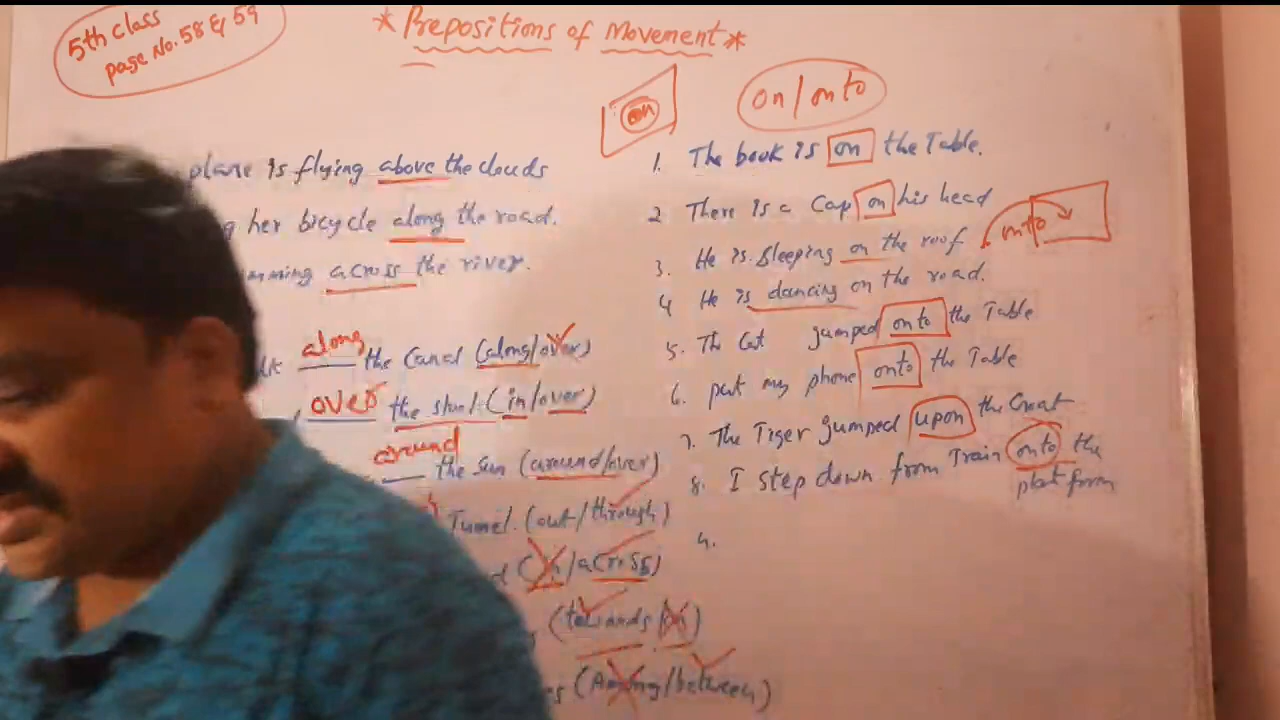 5th class
page No. 58 & 59
* Prepositions of Movement *
plane is flying above the clouds
g her bicycle along the road.
mming across the river.
along the canal (along/over)
over the stool (in/over)
around the sun (around/over)
Tunnel. (out/through)
d (in/across)
(towards/on)
es (Among/between)
on
on/onto
1. The book is on the Table.
2 There is a cap on his head
onto
3. He is sleeping on the roof
4 He is dancing on the road.
5. The Cat jumped onto the Table
6. put my phone onto the Table
7. The Tiger jumped upon the Goat
8. I step down from Train onto the
platform
4.